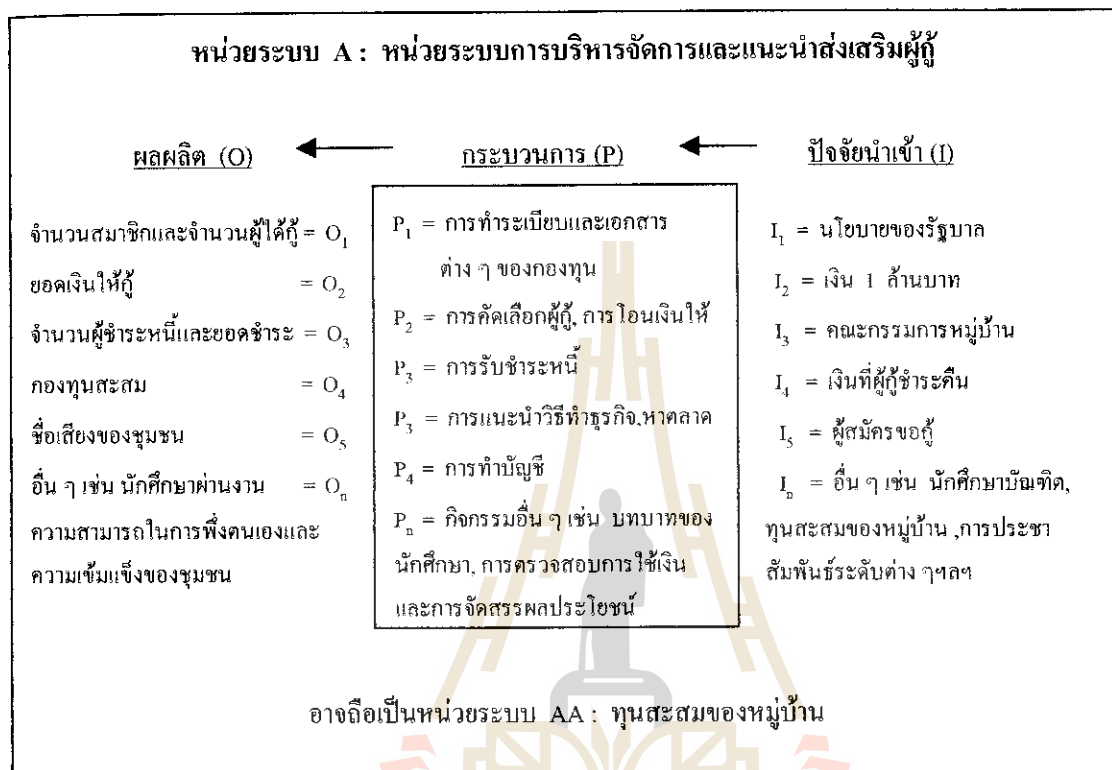 หน่วยระบบ A : หน่วยระบบการบริหารจัดการและแนะนำส่งเสริมผู้กู้
ผลผลิต (O)
จำนวนสมาชิกและจำนวนผู้ได้กู้ = O1
ยอดเงินให้กู้ = O2
จำนวนผู้ชำระหนี้และยอดชำระ = O3
กองทุนสะสม = O4
ชื่อเสียงของชุมชน = O5
อื่น ๆ เช่น นักศึกษาผ่านงาน = On
ความสามารถในการพึ่งตนเองและ
ความเข้มแข็งของชุมชน
กระบวนการ (P)
P1 = การทำระเบียบและเอกสาร
ต่าง ๆ ของกองทุน
P2 = การคัดเลือกผู้กู้, การโอนเงินให้
P3 = การรับชำระหนี้
P3 = การแนะนำวิธีทำธุรกิจ,หาตลาด
P4 = การทำบัญชี
Pn = กิจกรรมอื่น ๆ เช่น บทบาทของ
นักศึกษา, การตรวจสอบการใช้เงิน
และการจัดสรรผลประโยชน์
ปัจจัยนำเข้า (I)
I1 = นโยบายของรัฐบาล
I2 = เงิน 1 ล้านบาท
I3 = คณะกรรมการหมู่บ้าน
I4 = เงินที่ผู้กู้ชำระคืน
I5 = ผู้สมัครขอกู้
In = อื่น ๆ เช่น นักศึกษาบัณฑิต,
ทุนสะสมของหมู่บ้าน ,การประชา
สัมพันธ์ระดับต่าง ๆฯลฯ
อาจถือเป็นหน่วยระบบ AA : ทุนสะสมของหมู่บ้าน